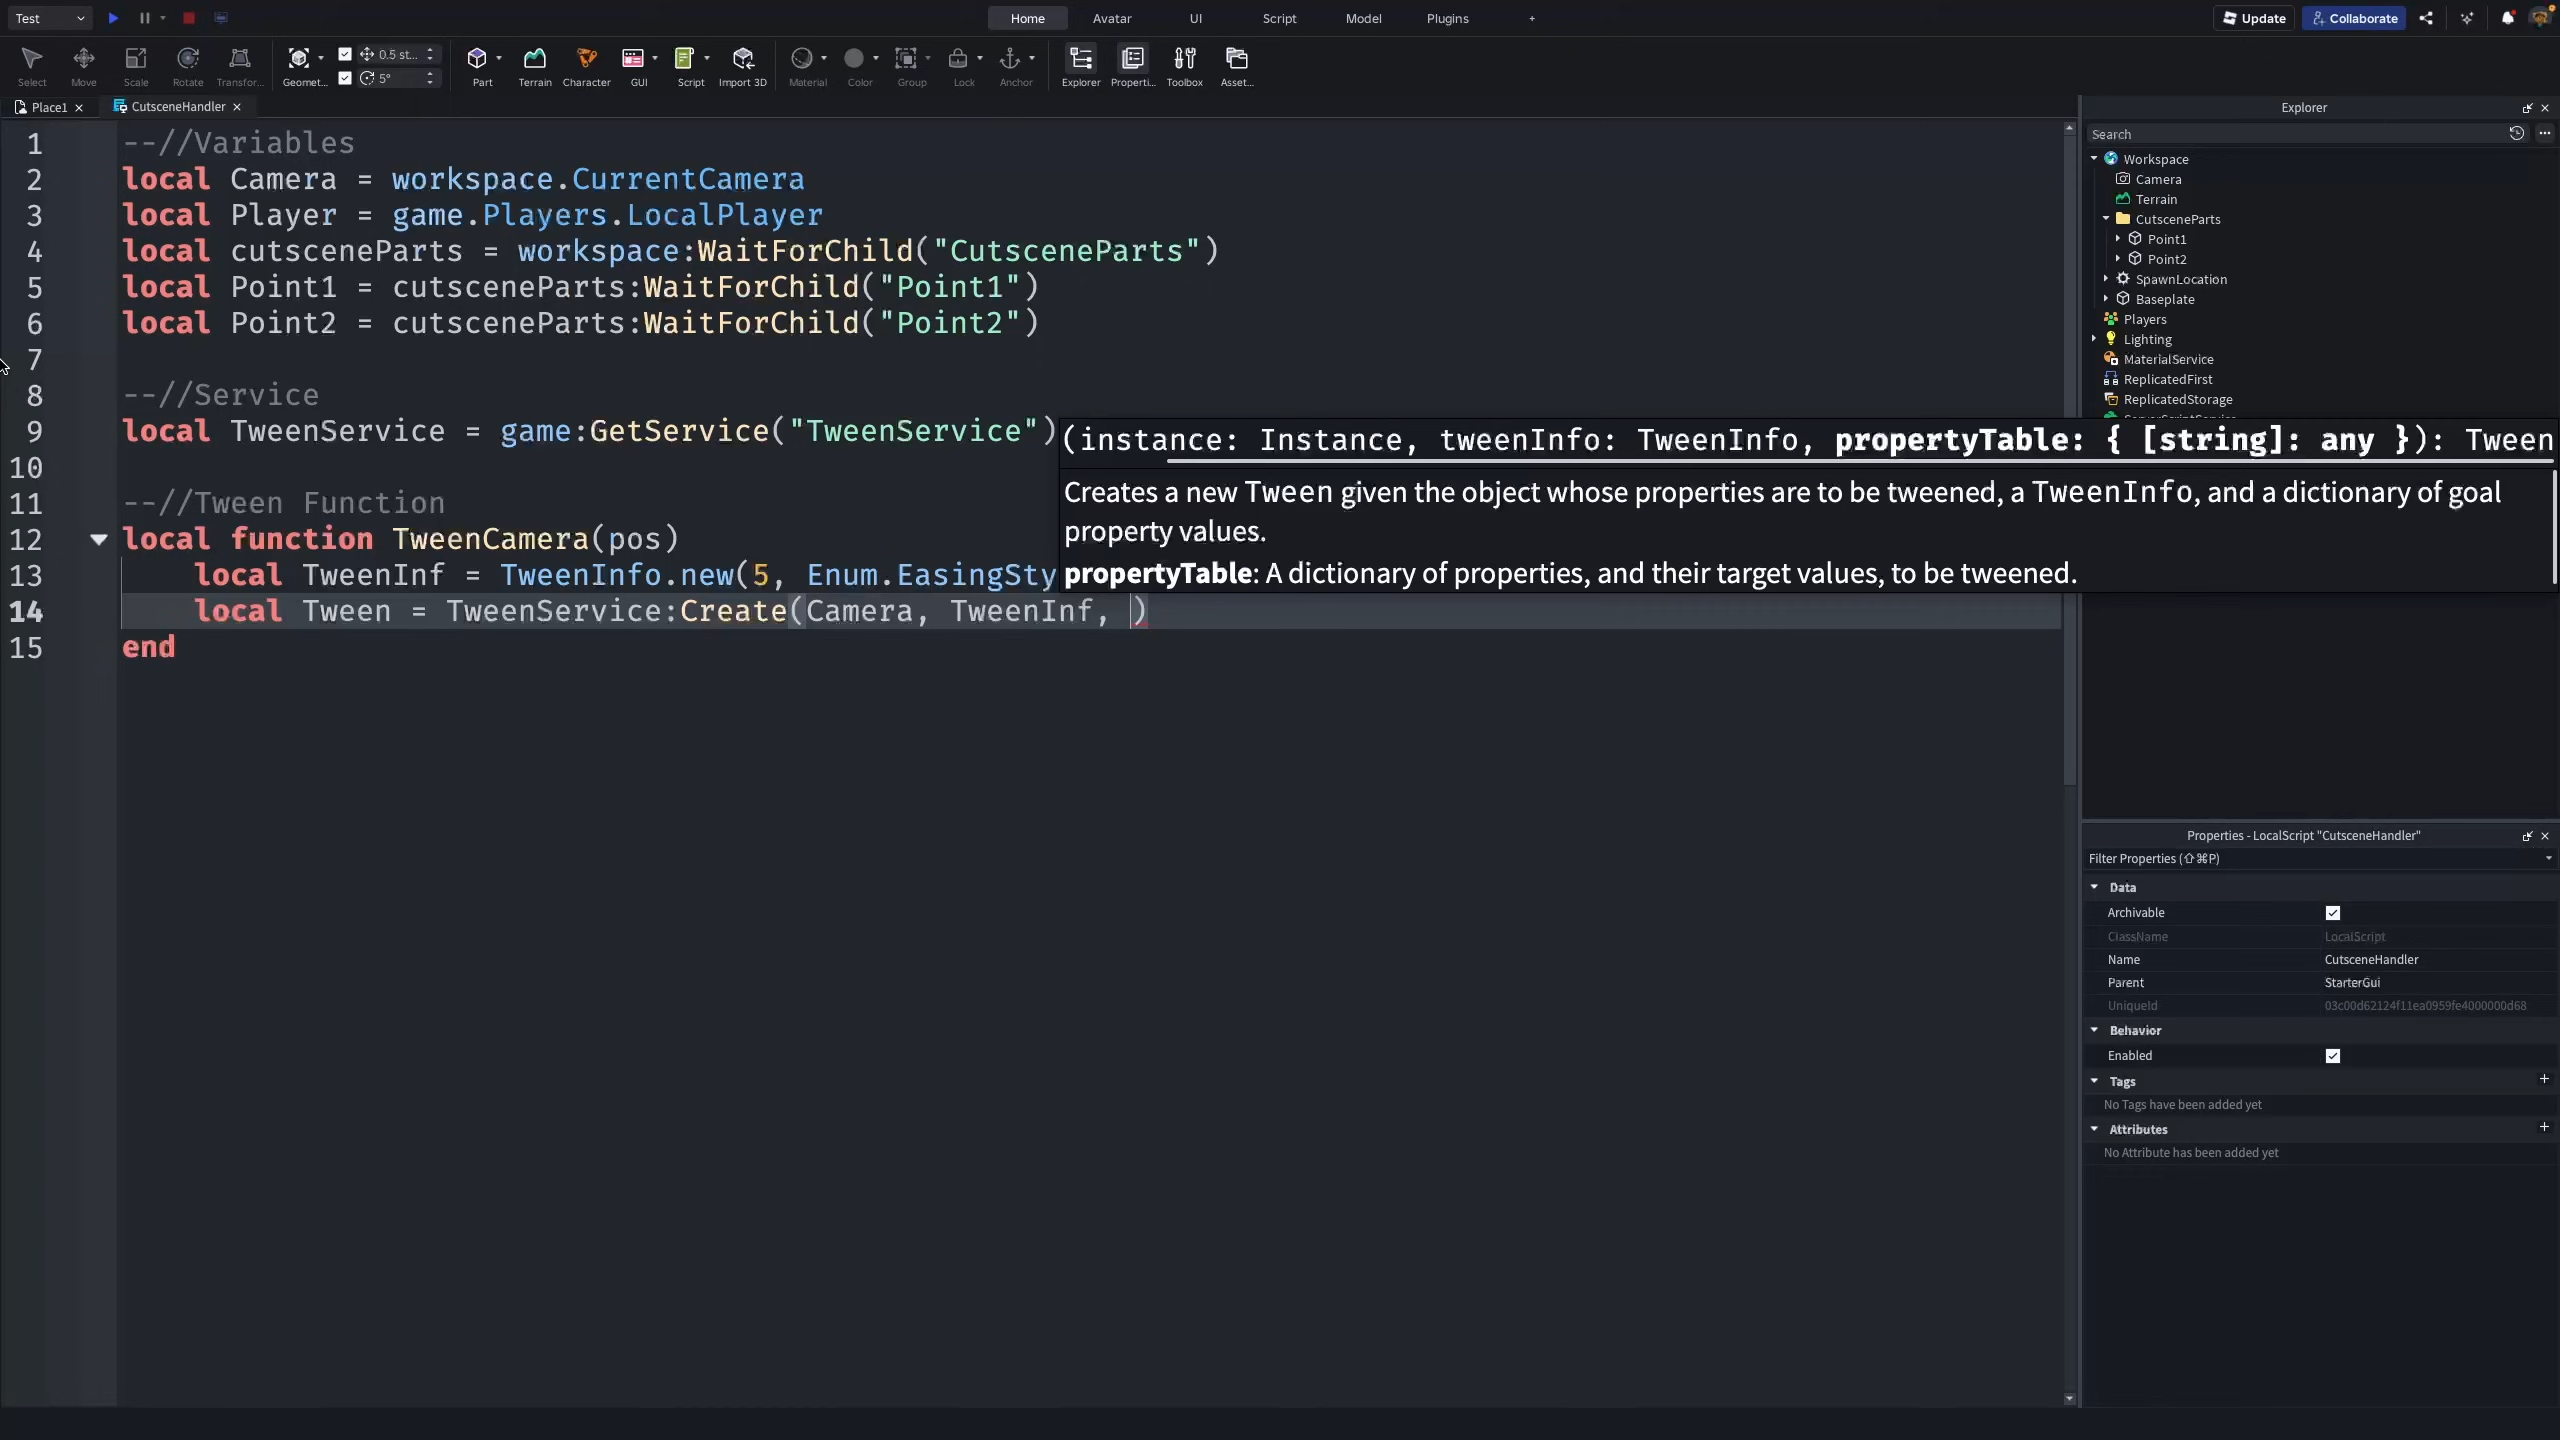 Test
Home
Avatar
UI
Script
Model
Plugins
+
Update
Collaborate
Select
Move
Scale
Rotate
Transfor...
Geomet...
0.5 st...
5°
Part
Terrain
Character
GUI
Script
Import 3D
Material
Color
Group
Lock
Anchor
Explorer
Properti...
Toolbox
Asset...
Place1
CutsceneHandler
1 --//Variables
2 local Camera = workspace.CurrentCamera
3 local Player = game.Players.LocalPlayer
4 local cutsceneParts = workspace:WaitForChild("CutsceneParts")
5 local Point1 = cutsceneParts:WaitForChild("Point1")
6 local Point2 = cutsceneParts:WaitForChild("Point2")
7
8 --//Service
9 local TweenService = game:GetService("TweenService")
10
11 --//Tween Function
12 local function TweenCamera(pos)
13 local TweenInf = TweenInfo.new(5, Enum.EasingSty
14 local Tween = TweenService:Create(Camera, TweenInf, )
15 end
(instance: Instance, tweenInfo: TweenInfo, propertyTable: { [string]: any }): Tween
Creates a new Tween given the object whose properties are to be tweened, a TweenInfo, and a dictionary of goal
property values.
propertyTable: A dictionary of properties, and their target values, to be tweened.
Explorer
Search
Workspace
Camera
Terrain
CutsceneParts
Point1
Point2
SpawnLocation
Baseplate
Players
Lighting
MaterialService
ReplicatedFirst
ReplicatedStorage
Properties - LocalScript "CutsceneHandler"
Filter Properties (⇧⌘P)
Data
Archivable
ClassName LocalScript
Name CutsceneHandler
Parent StarterGui
UniqueId 03c00d62124f11ea0959fe4000000d68
Behavior
Enabled
Tags +
No Tags have been added yet
Attributes +
No Attribute has been added yet